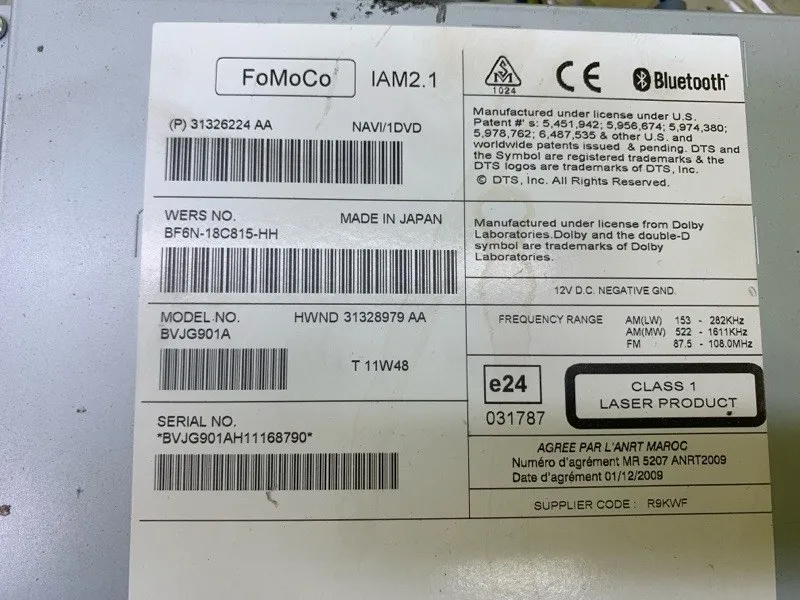 FoMoCo IAM2.1
(P) 31326224 AA NAVI/1DVD
WERS NO. MADE IN JAPAN
BF6N-18C815-HH
MODEL NO. HWND 31328979 AA
BVJG901A
T 11W48
SERIAL NO.
*BVJG901AH11168790*
1024
CE
Bluetooth
Manufactured under license under U.S.
Patent #' s: 5,451,942; 5,956,674; 5,974,380;
5,978,762; 6,487,535 & other U.S. and
worldwide patents issued & pending. DTS and
the Symbol are registered trademarks & the
DTS logos are trademarks of DTS, Inc.
© DTS, Inc. All Rights Reserved.
Manufactured under license from Dolby
Laboratories.Dolby and the double-D
symbol are trademarks of Dolby
Laboratories.
12V D.C. NEGATIVE GND.
FREQUENCY RANGE AM(LW) 153 - 282KHz
AM(MW) 522 - 1611KHz
FM 87.5 - 108.0MHz
e24
031787
CLASS 1
LASER PRODUCT
AGREE PAR L'ANRT MAROC
Numéro d'agrément MR 5207 ANRT2009
Date d'agrément 01/12/2009
SUPPLIER CODE : R9KWF